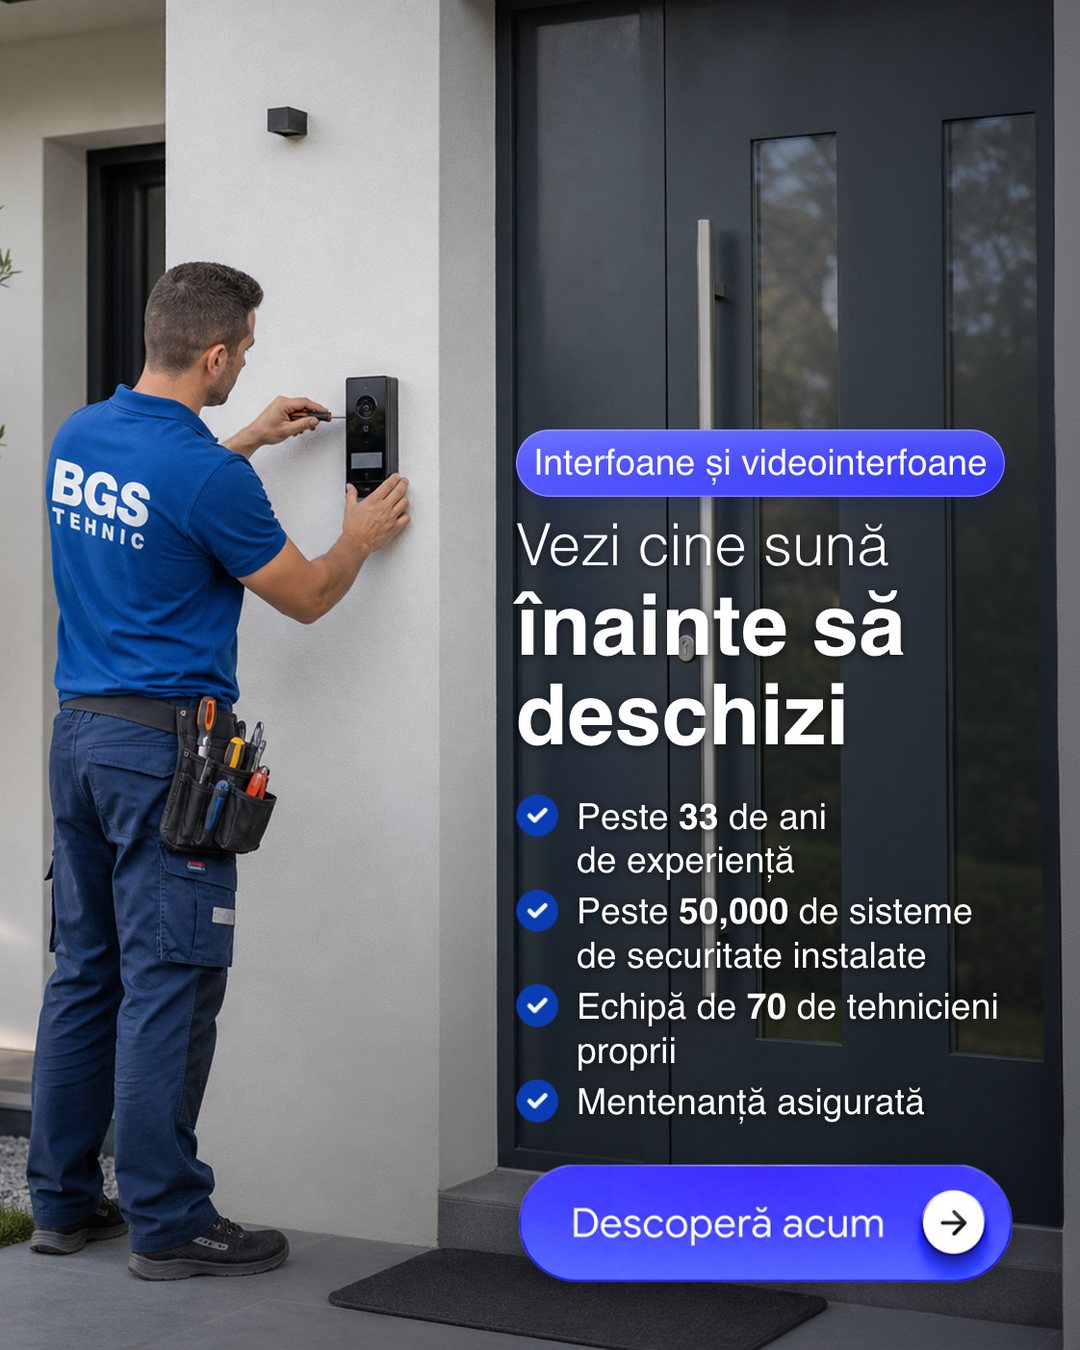 BGS
TEHNIC
Interfoane și videointerfoane
Vezi cine sună
înainte să
deschizi
Peste 33 de ani
de experiență
Peste 50,000 de sisteme
de securitate instalate
Echipă de 70 de tehnicieni
proprii
Mentenanță asigurată
Descoperă acum